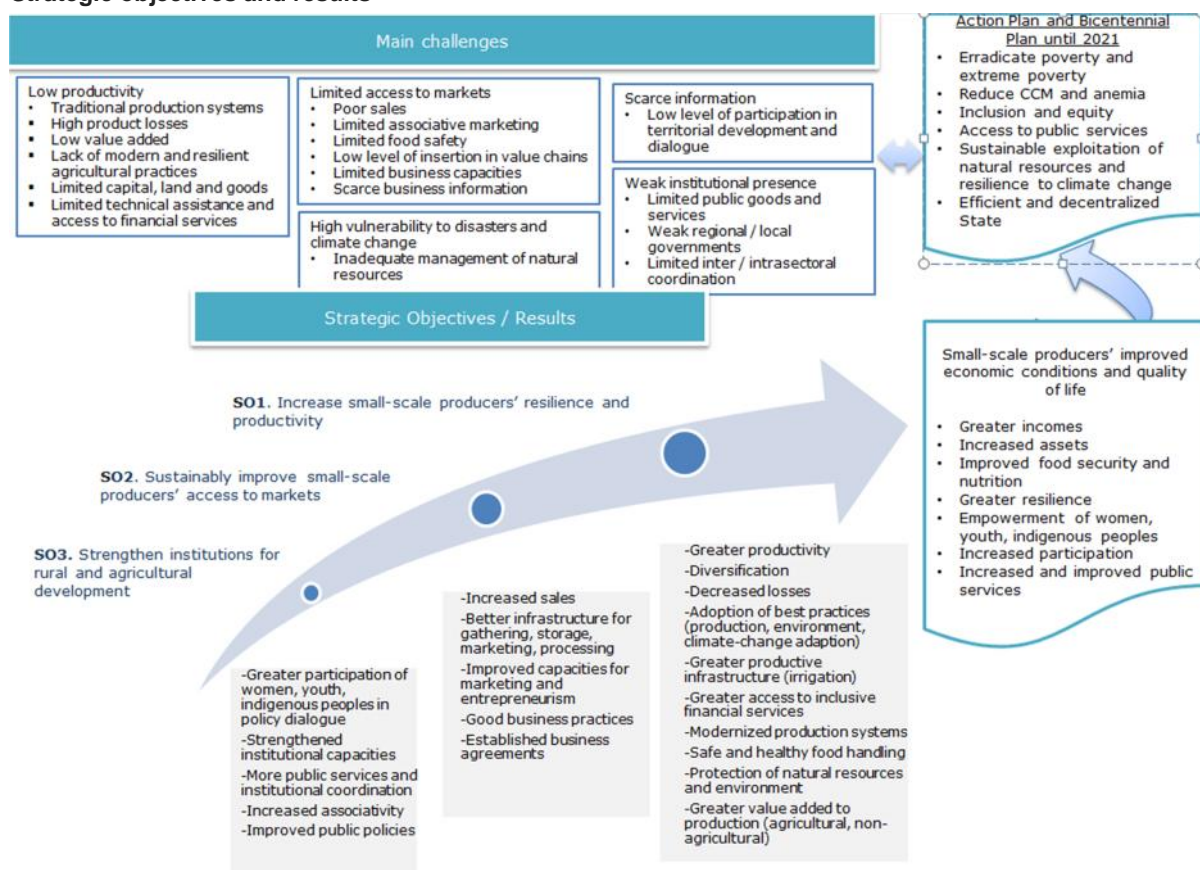 Strategic objectives and results
Main challenges
Low productivity
• Traditional production systems
▪ High product losses
• Low value added
▪ Lack of modern and resilient
agricultural practices
▪ Limited capital, land and goods
▪ Limited technical assistance and
access to financial services
Limited access to markets
• Poor sales
• Limited associative marketing
• Limited food safety
• Low level of insertion in value chains
• Limited business capacities
• Scarce business information
High vulnerability to disasters and
climate change
• Inadequate management of natural
resources
Scarce information
• Low level of participation in
territorial development and
dialogue
Weak institutional presence
• Limited public goods and
services
• Weak regional / local
governments
• Limited inter / intrasectoral
coordination
Action Plan and Bicentennial
Plan until 2021
• Erradicate poverty and
extreme poverty
• Reduce CCM and anemia
• Inclusion and equity
• Access to public services
• Sustainable exploitation of
natural resources and
resilience to climate change
• Efficient and decentralized
State
Strategic Objectives / Results
SO1. Increase small-scale producers' resilience and
productivity
SO2. Sustainably improve small-scale
producers' access to markets
SO3. Strengthen institutions for
rural and agricultural
development
-Greater participation of
women, youth,
indigenous peoples in
policy dialogue
-Strengthened
institutional capacities
-More public services and
institutional coordination
-Increased associativity
-Improved public policies
-Increased sales
-Better infrastructure for
gathering, storage,
marketing, processing
-Improved capacities for
marketing and
entrepreneurism
-Good business practices
-Established business
agreements
-Greater productivity
-Diversification
-Decreased losses
-Adoption of best practices
(production, environment,
climate-change adaption)
-Greater productive
infrastructure (irrigation)
-Greater access to inclusive
financial services
-Modernized production systems
-Safe and healthy food handling
-Protection of natural resources
and environment
-Greater value added to
production (agricultural, non-
agricultural)
Small-scale producers' improved
economic conditions and quality
of life
• Greater incomes
• Increased assets
• Improved food security and
nutrition
• Greater resilience
• Empowerment of women,
youth, indigenous peoples
• Increased participation
• Increased and improved public
services